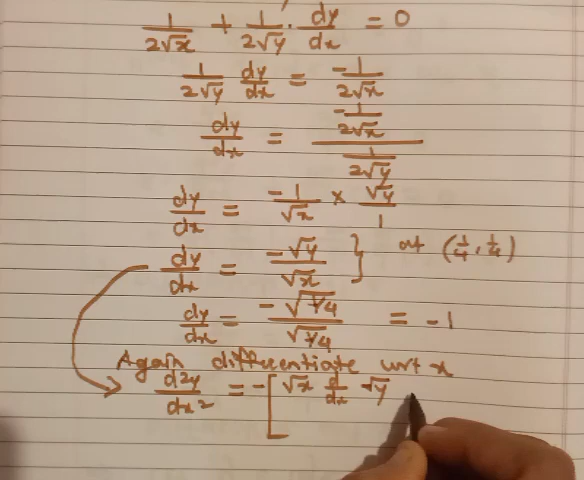 1/(2√x) + 1/(2√y) · dy/dx = 0
1/(2√y) dy/dx = -1/(2√x)
dy/dx = (-1/(2√x))/(1/(2√y))
dy/dx = -1/√x × √y/1
dy/dx = -√y/√x } at (1/4, 1/4)
dy/dx = -√(1/4)/√(1/4) = -1
Again differentiate wrt x
d²y/dx² = -[√x d/dx √y